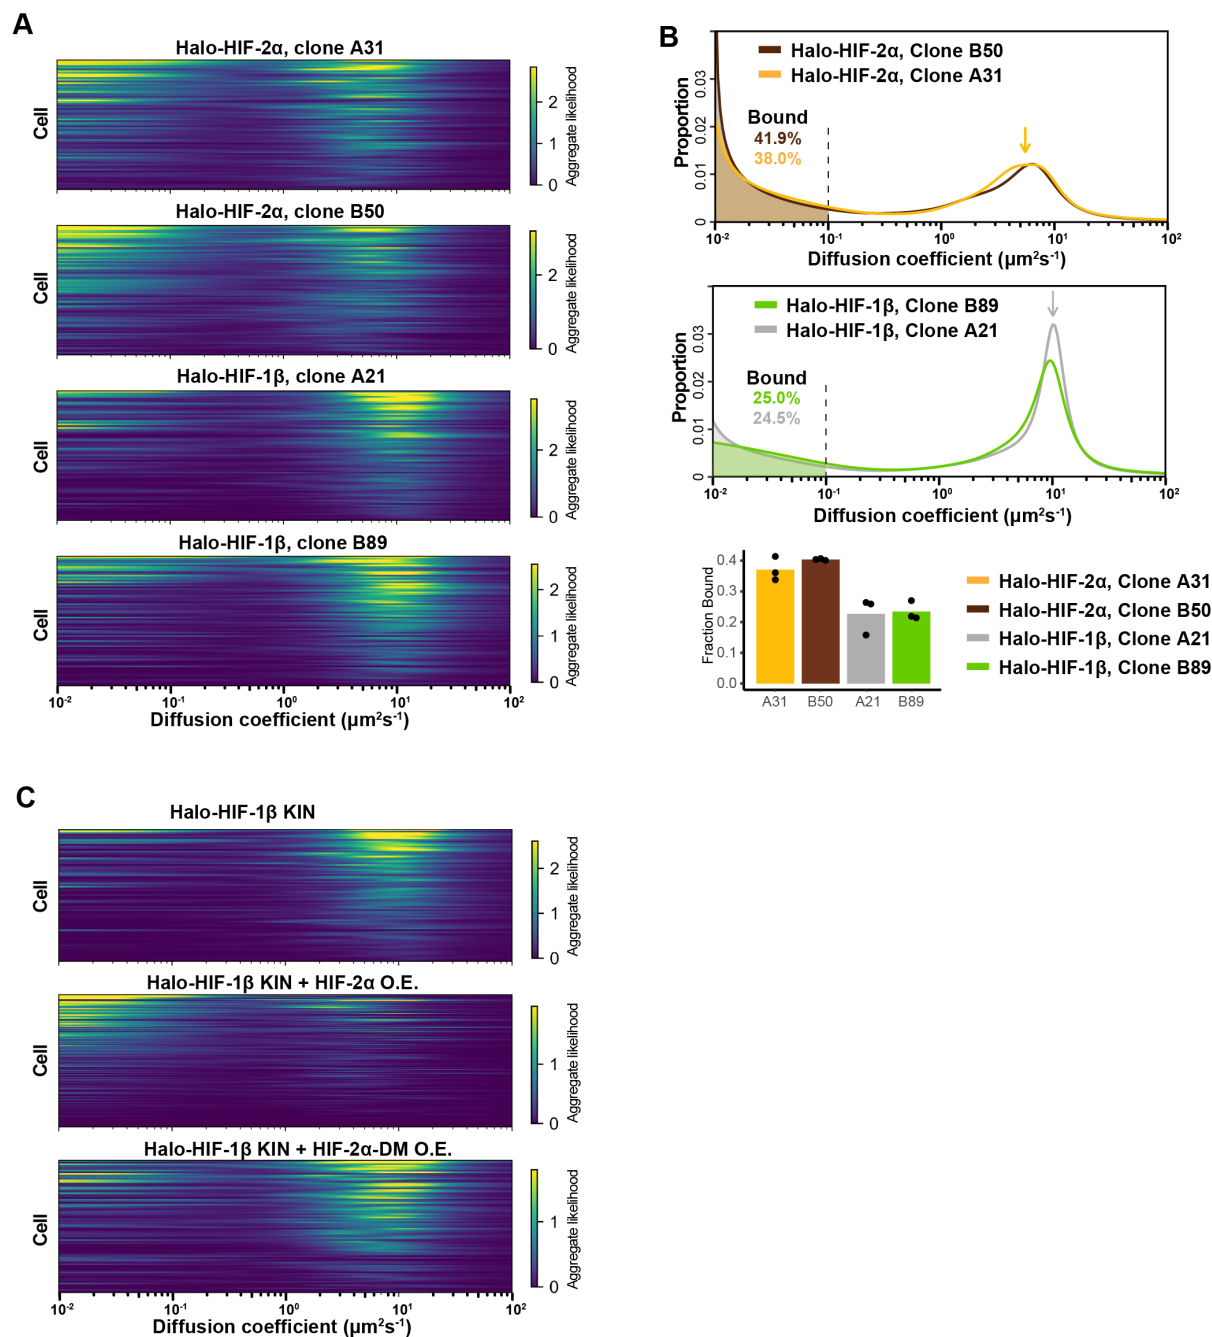 A
Halo-HIF-2α, clone A31
Cell
2
1
0
Aggregate likelihood
Halo-HIF-2α, clone B50
Cell
2
0
Aggregate likelihood
Halo-HIF-1β, clone A21
Cell
2
0
Aggregate likelihood
Halo-HIF-1β, clone B89
Cell
2
1
0
Aggregate likelihood
10⁻² 10⁻¹ 10⁰ 10¹ 10²
Diffusion coefficient (µm²s⁻¹)
B
Halo-HIF-2α, Clone B50
Halo-HIF-2α, Clone A31
Bound
41.9%
38.0%
Proportion
0.03
0.02
0.01
0
10⁻² 10⁻¹ 10⁰ 10¹ 10²
Diffusion coefficient (µm²s⁻¹)
Halo-HIF-1β, Clone B89
Halo-HIF-1β, Clone A21
Bound
25.0%
24.5%
Proportion
0.03
0.02
0.01
0
10⁻² 10⁻¹ 10⁰ 10¹ 10²
Diffusion coefficient (µm²s⁻¹)
Fraction Bound
0.4
0.3
0.2
0.1
0.0
A31 B50 A21 B89
Halo-HIF-2α, Clone A31
Halo-HIF-2α, Clone B50
Halo-HIF-1β, Clone A21
Halo-HIF-1β, Clone B89
C
Halo-HIF-1β KIN
Cell
2
1
0
Aggregate likelihood
Halo-HIF-1β KIN + HIF-2α O.E.
Cell
1
0
Aggregate likelihood
Halo-HIF-1β KIN + HIF-2α-DM O.E.
Cell
1
0
Aggregate likelihood
10⁻² 10⁻¹ 10⁰ 10¹ 10²
Diffusion coefficient (µm²s⁻¹)